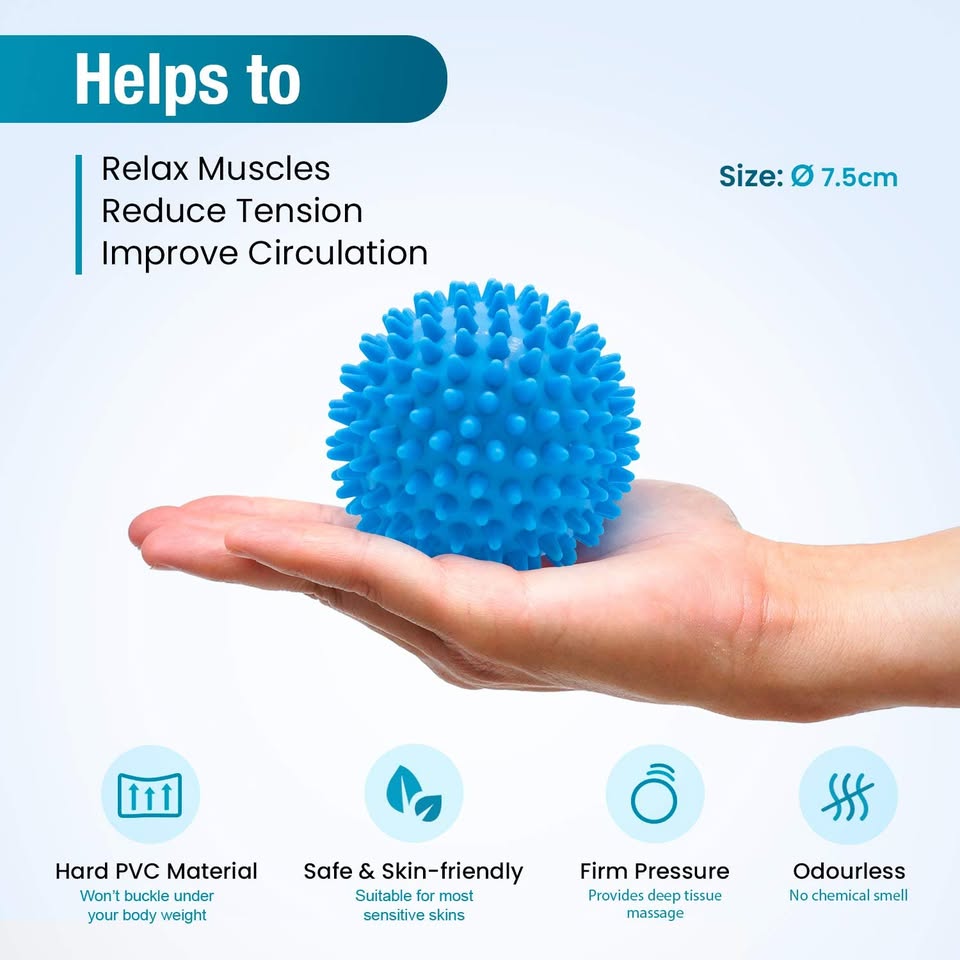 Helps to
Relax Muscles
Reduce Tension
Improve Circulation
Size: Ø 7.5cm
Hard PVC Material
Won't buckle under
your body weight
Safe & Skin-friendly
Suitable for most
sensitive skins
Firm Pressure
Provides deep tissue
massage
Odourless
No chemical smell